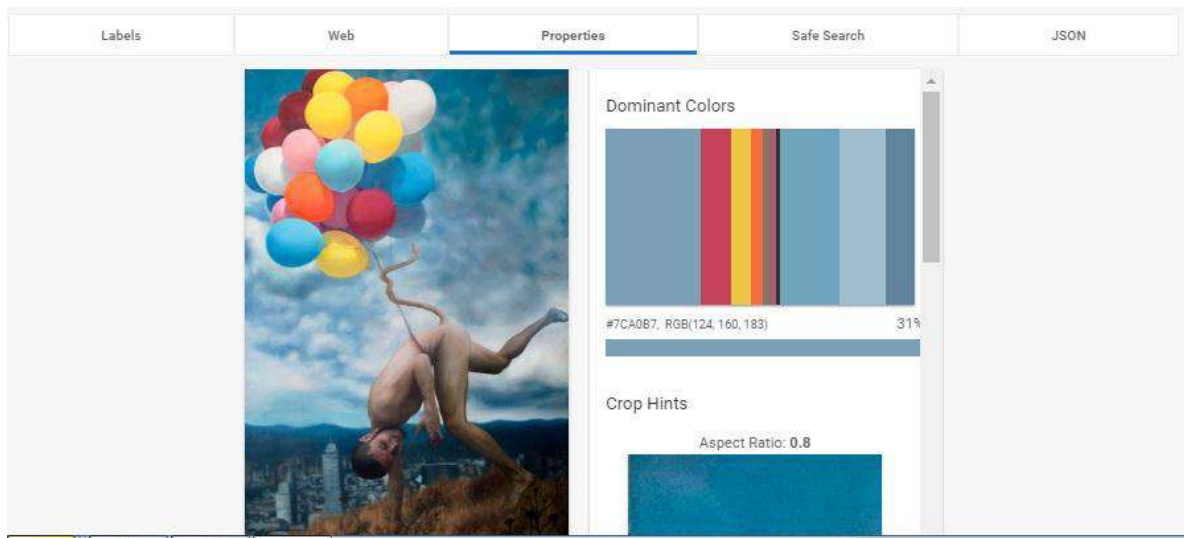 Labels Web Properties Safe Search JSON
Dominant Colors
#7CA0B7, RGB(124, 160, 183) 31%
Crop Hints
Aspect Ratio: 0.8